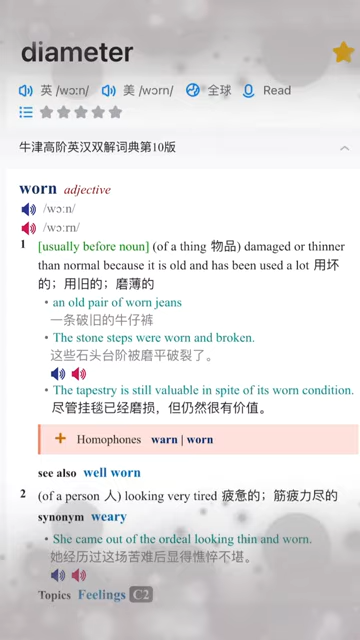 diameter
英 /wɔːn/ 美 /wɔrn/ 全球 Read
牛津高阶英汉双解词典第10版
worn adjective
/wɔːn/
/wɔːrn/
1 [usually before noun] (of a thing 物品) damaged or thinner
than normal because it is old and has been used a lot 用坏
的；用旧的；磨薄的
• an old pair of worn jeans
一条破旧的牛仔裤
• The stone steps were worn and broken.
这些石头台阶被磨平破裂了。
• The tapestry is still valuable in spite of its worn condition.
尽管挂毯已经磨损，但仍然很有价值。
+ Homophones warn | worn
see also well worn
2 (of a person 人) looking very tired 疲惫的；筋疲力尽的
synonym weary
• She came out of the ordeal looking thin and worn.
她经历过这场苦难后显得憔悴不堪。
Topics Feelings C2